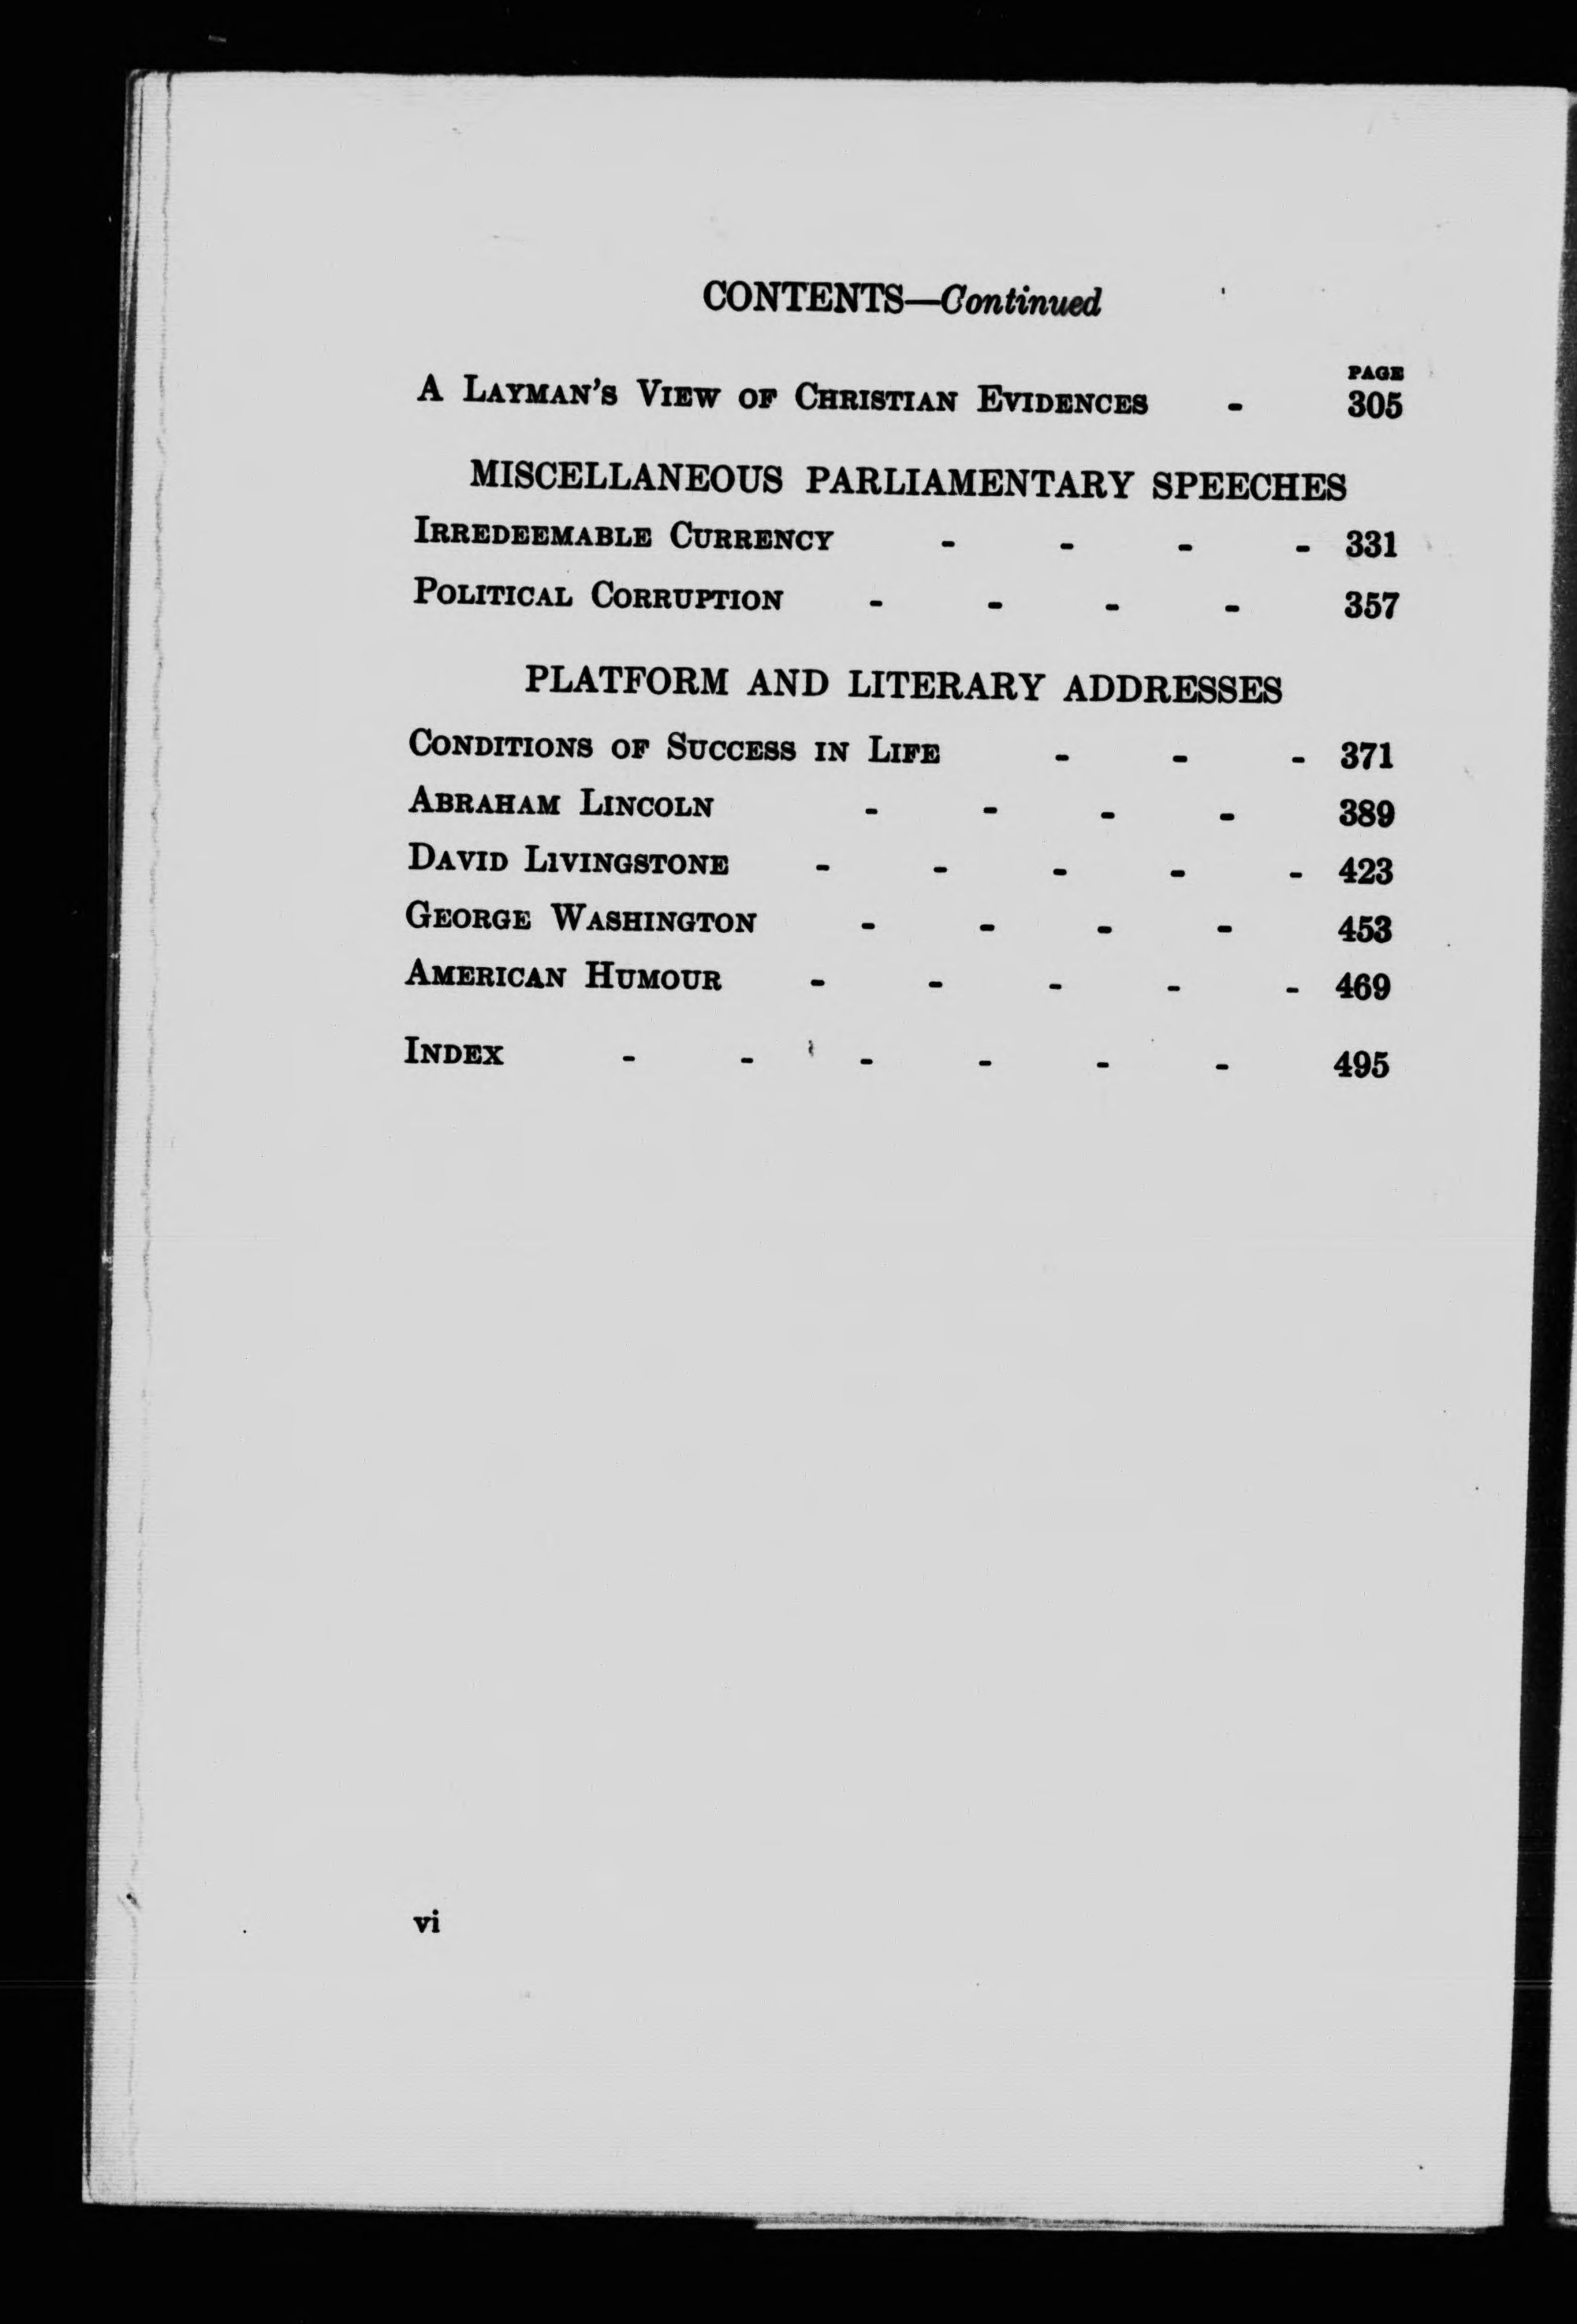 CONTENTS—Continued
PAGE
A Layman's View of Christian Evidences - 305
MISCELLANEOUS PARLIAMENTARY SPEECHES
Irredeemable Currency - - - - 331
Political Corruption - - - - 357
PLATFORM AND LITERARY ADDRESSES
Conditions of Success in Life - - - 371
Abraham Lincoln - - - - 389
David Livingstone - - - - - 423
George Washington - - - - 453
American Humour - - - - - 469
Index - - - - - - 495
vi